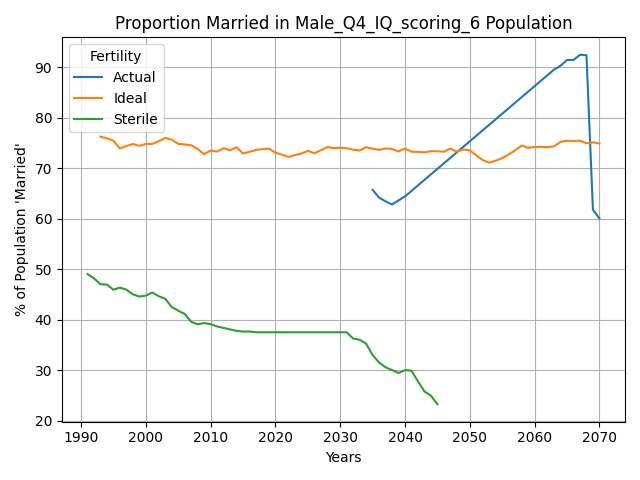 Proportion Married in Male_Q4_IQ_scoring_6 Population
Fertility
Actual
Ideal
Sterile
% of Population 'Married'
90
80
70
60
50
40
30
20
1990 2000 2010 2020 2030 2040 2050 2060 2070
Years